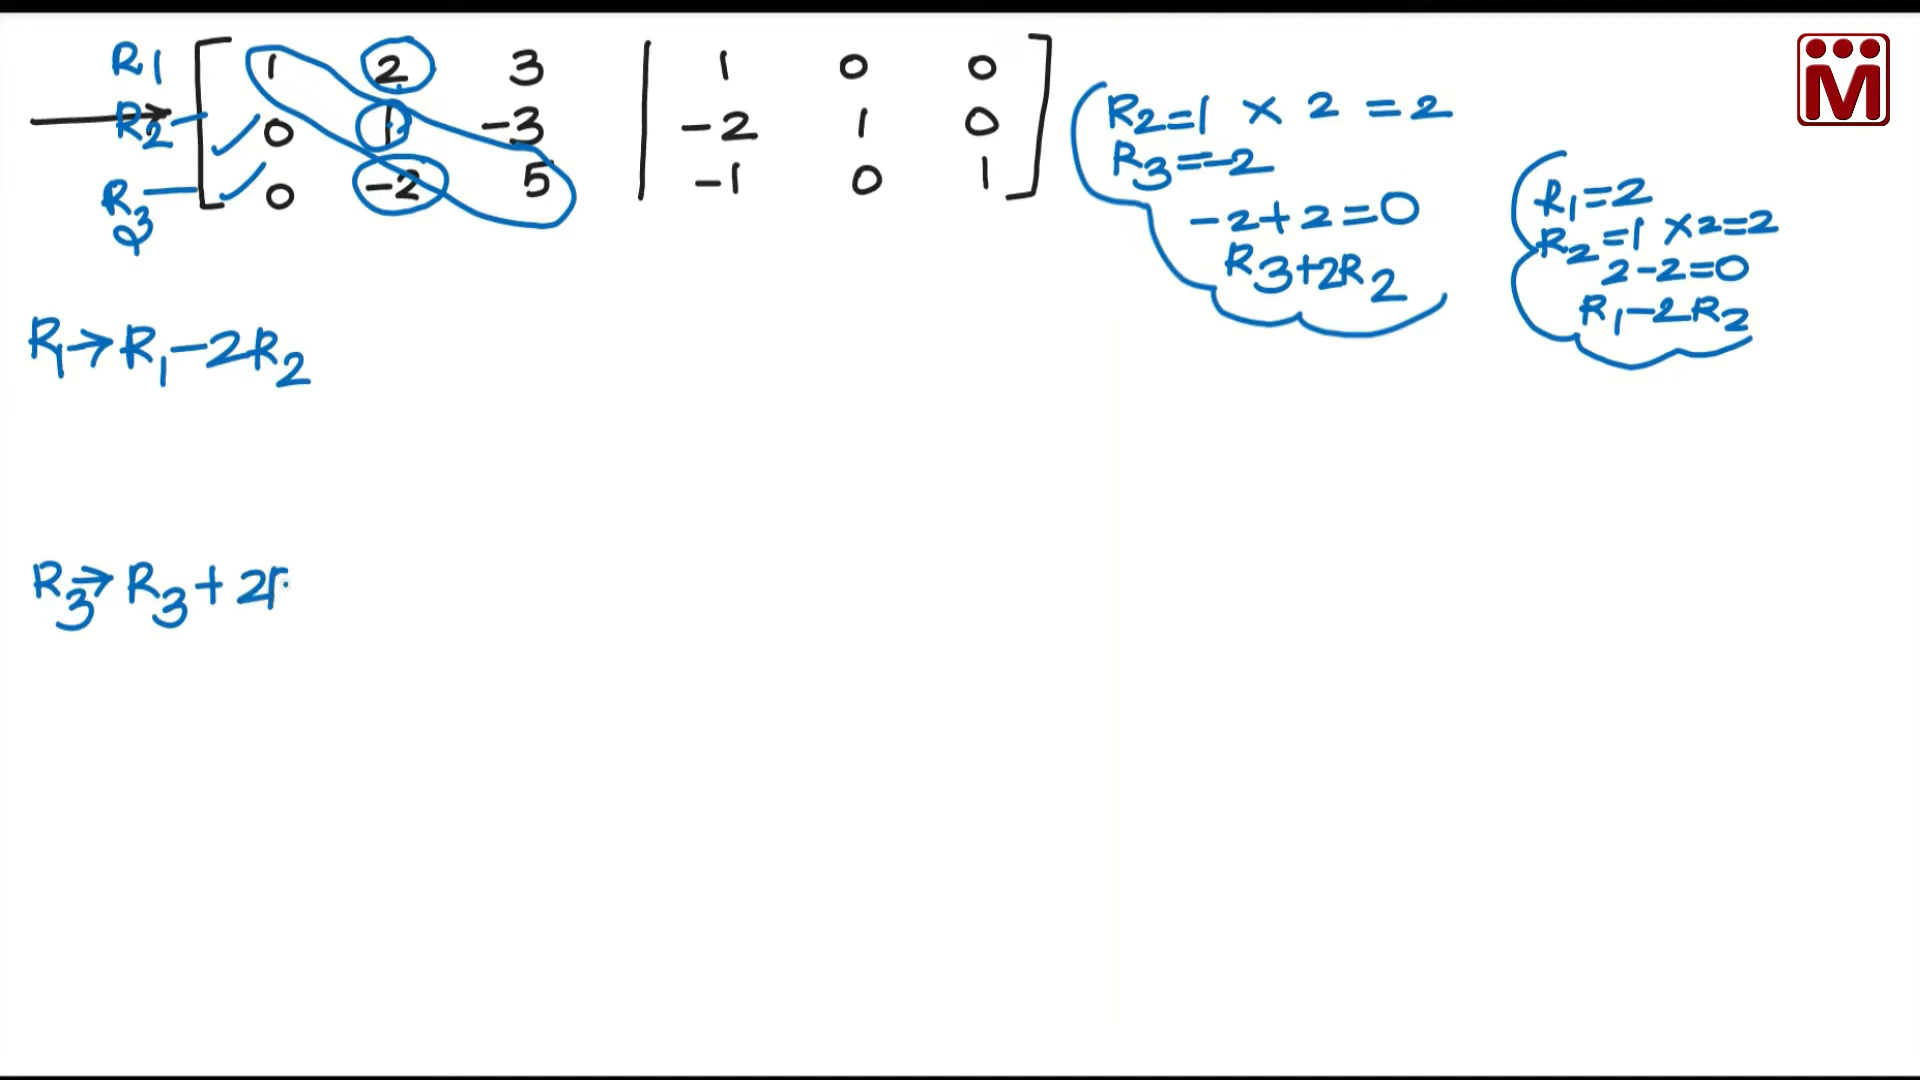 R1 [ 1 2 3 | 1 0 0 ]
R2 0 1 -3 -2 1 0
R3 0 -2 5 -1 0 1
R2=1 × 2 = 2
R3=-2
-2+2=0
R3+2R2
R1=2
R2=1 ×2=2
2-2=0
R1-2R2
R1→R1-2R2
R3→R3+2
M